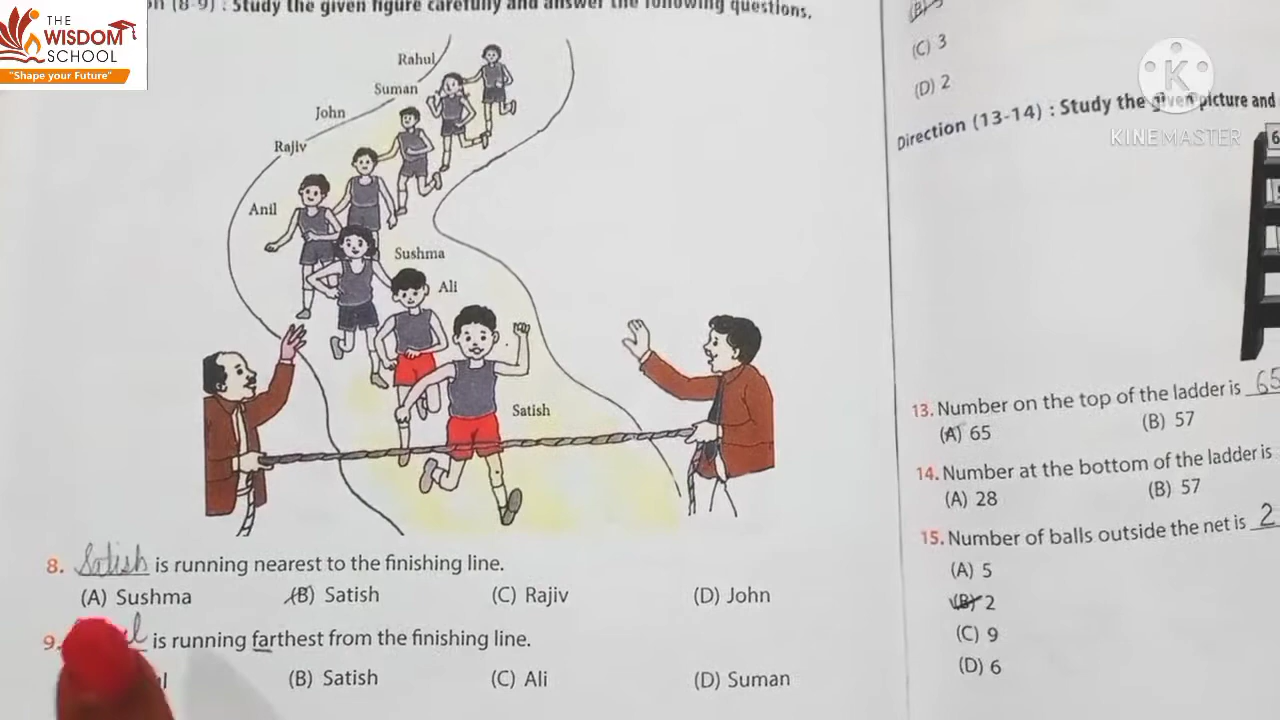 THE
WISDOM
SCHOOL
"Shape your Future"
(8-9) : Study the given figure carefully and answer the following questions.
Rahul
Suman
John
Rajiv
Anil
Sushma
Ali
Satish
8. Satish is running nearest to the finishing line.
(A) Sushma (B) Satish (C) Rajiv (D) John
9. is running farthest from the finishing line.
(B) Satish (C) Ali (D) Suman
(B)
(C) 3
(D) 2
Direction (13-14) : Study the given picture and
K
KINEMASTER
6
13. Number on the top of the ladder is 65
(A) 65 (B) 57
14. Number at the bottom of the ladder is
(A) 28 (B) 57
15. Number of balls outside the net is 2
(A) 5
(B) 2
(C) 9
(D) 6